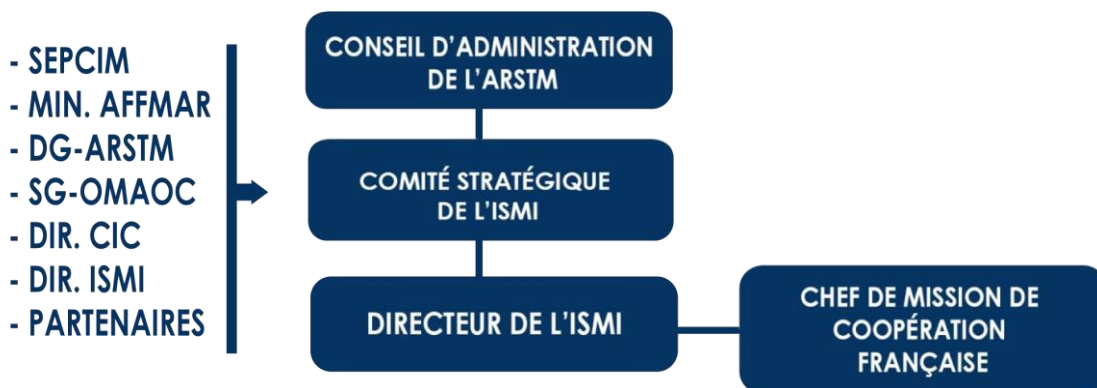 - SEPCIM
- MIN. AFFMAR
- DG-ARSTM
- SG-OMAOC
- DIR. CIC
- DIR. ISMI
- PARTENAIRES
CONSEIL D'ADMINISTRATION
DE L'ARSTM
COMITÉ STRATÉGIQUE
DE L'ISMI
DIRECTEUR DE L'ISMI
CHEF DE MISSION DE
COOPÉRATION
FRANÇAISE